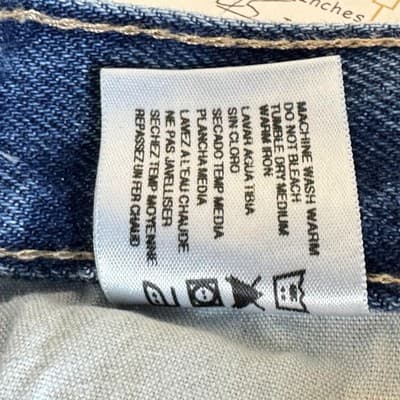 inches
MACHINE WASH WARM
DO NOT BLEACH
TUMBLE DRY MEDIUM
WARM IRON
LAVAR AGUA TIBIA
SIN CLORO
SECADO TEMP MEDIA
PLANCHA MEDIA
LAVEZ A L'EAU CHAUDE
NE PAS JAVELLISER
SECHEZ TEMP MOYENNE
REPASSEZ UN FER CHAUD